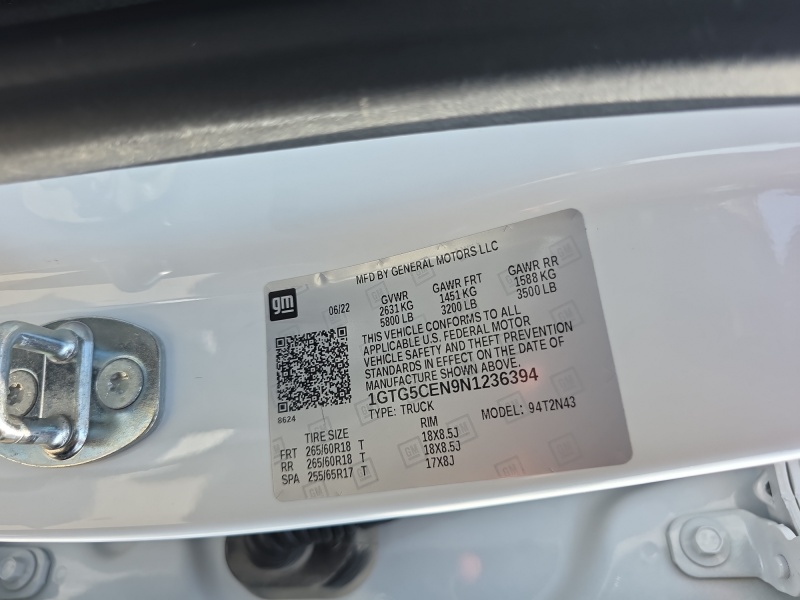 MFD BY GENERAL MOTORS LLC
gm
06/22
GVWR GAWR FRT GAWR RR
2631 KG 1451 KG 1588 KG
5800 LB 3200 LB 3500 LB
THIS VEHICLE CONFORMS TO ALL
APPLICABLE U.S. FEDERAL MOTOR
VEHICLE SAFETY AND THEFT PREVENTION
STANDARDS IN EFFECT ON THE DATE OF
MANUFACTURE SHOWN ABOVE.
1GTG5CEN9N1236394
8624
TYPE: TRUCK MODEL: 94T2N43
TIRE SIZE RIM
FRT 265/60R18 T 18X8.5J
RR 265/60R18 T 18X8.5J
SPA 255/65R17 T 17X8J